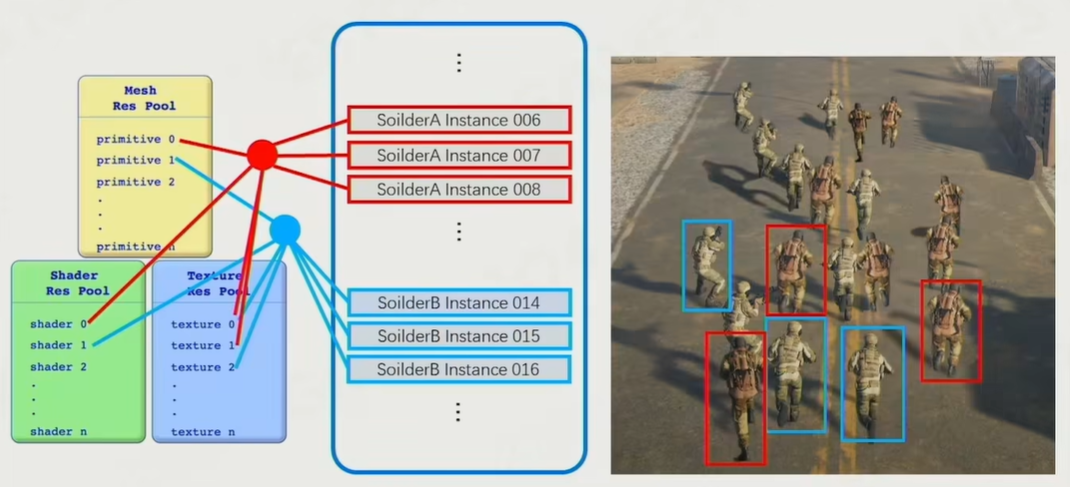 Mesh
Res Pool
primitive 0
primitive 1
primitive 2
.
.
.
primitive n
Shader
Res Pool
shader 0
shader 1
shader 2
.
.
.
shader n
Texture
Res Pool
texture 0
texture 1
texture 2
.
.
.
texture n
⋮
SoilderA Instance 006
SoilderA Instance 007
SoilderA Instance 008
⋮
SoilderB Instance 014
SoilderB Instance 015
SoilderB Instance 016
⋮